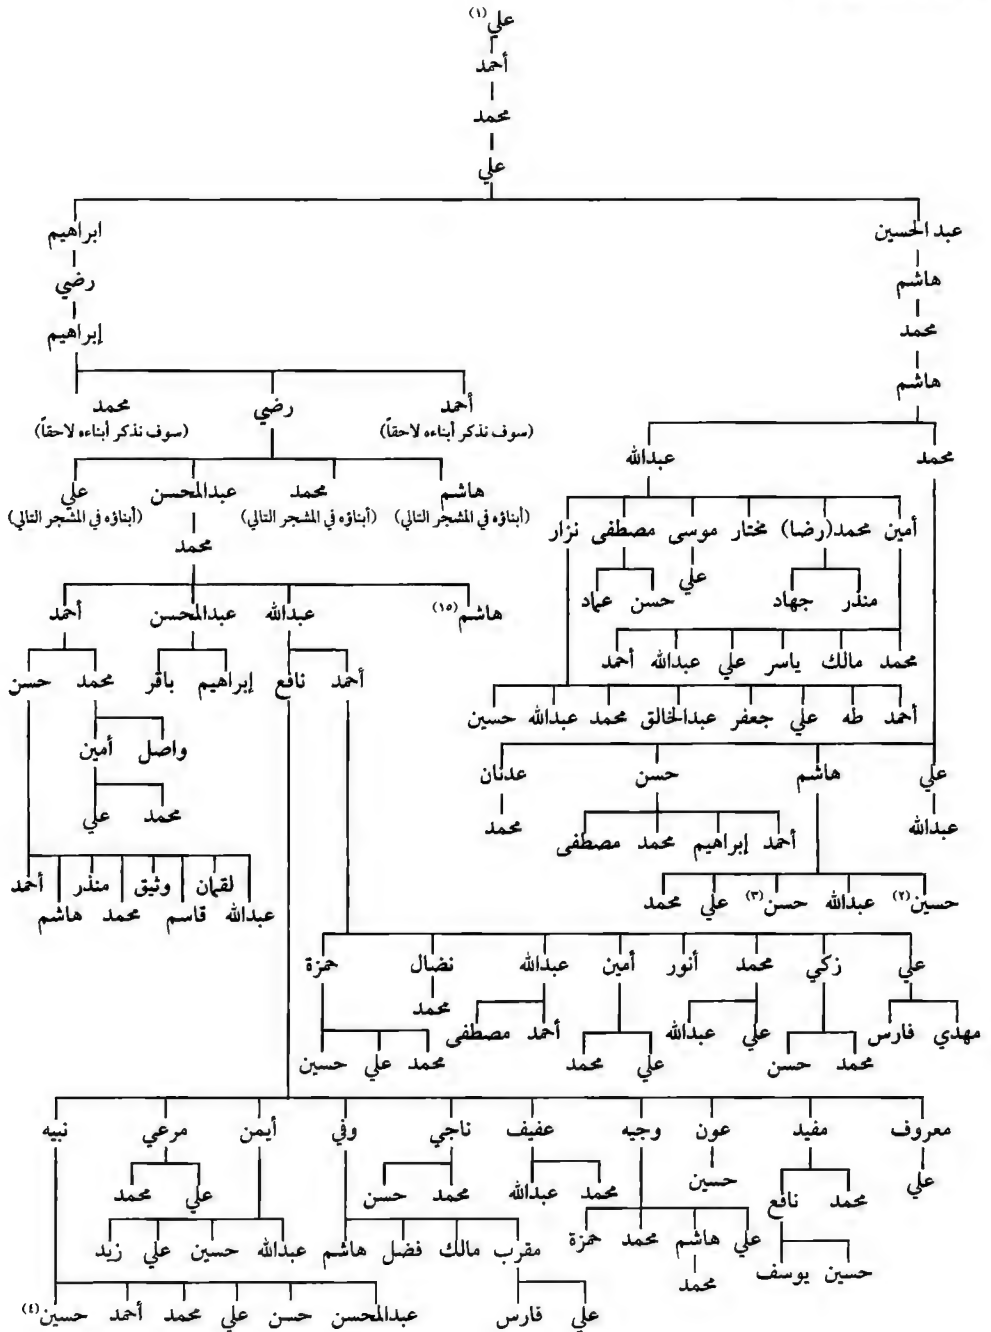 علي (١)
أحمد
محمد
علي
عبد الحسين ابراهيم
هاشم رضي
محمد إبراهيم
هاشم
أحمد رضي محمد
(سوف نذكر أبناءه لاحقاً) (سوف نذكر أبناءه لاحقاً)
محمد عبدالله
هاشم محمد عبدالمحسن علي
(أبناؤه في المشجر التالي) (أبناؤه في المشجر التالي) (أبناؤه في المشجر التالي)
أمين محمد(رضا) مختار موسى مصطفى نزار
محمد
منذر جهاد علي حسن عماد
هاشم (١٥) عبدالله عبدالمحسن أحمد
محمد مالك ياسر علي عبدالله أحمد
أحمد نافع إبراهيم باقر محمد حسن
أحمد طه علي جعفر عبدالخالق محمد عبدالله حسين
واصل أمين
علي هاشم حسن عدنان
محمد علي
عبدالله محمد
أحمد إبراهيم محمد مصطفى
لقمان وثيق منذر أحمد
عبدالله قاسم محمد هاشم
حسين (٢) عبدالله حسن (٣) علي محمد
علي زكي محمد أنور أمين عبدالله نضال حمزة
محمد
مهدي فارس علي عبدالله أحمد مصطفى
محمد حسن علي محمد محمد علي حسين
معروف مفيد عون وجيه عفيف ناجي وفي أيمن مرعي نبيه
علي حسين
محمد نافع محمد عبدالله محمد حسن علي محمد
علي هاشم محمد حمزة
مقرب مالك فضل هاشم عبدالله حسين علي زيد
حسين يوسف محمد
علي فارس عبدالمحسن حسن علي محمد أحمد حسين (٤)